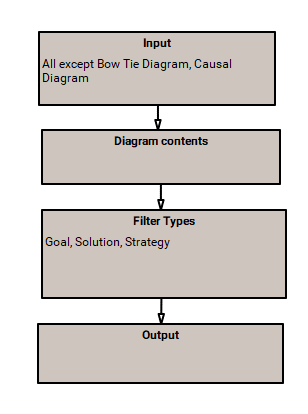 Input
All except Bow Tie Diagram, Causal
Diagram
Diagram contents
Filter Types
Goal, Solution, Strategy
Output